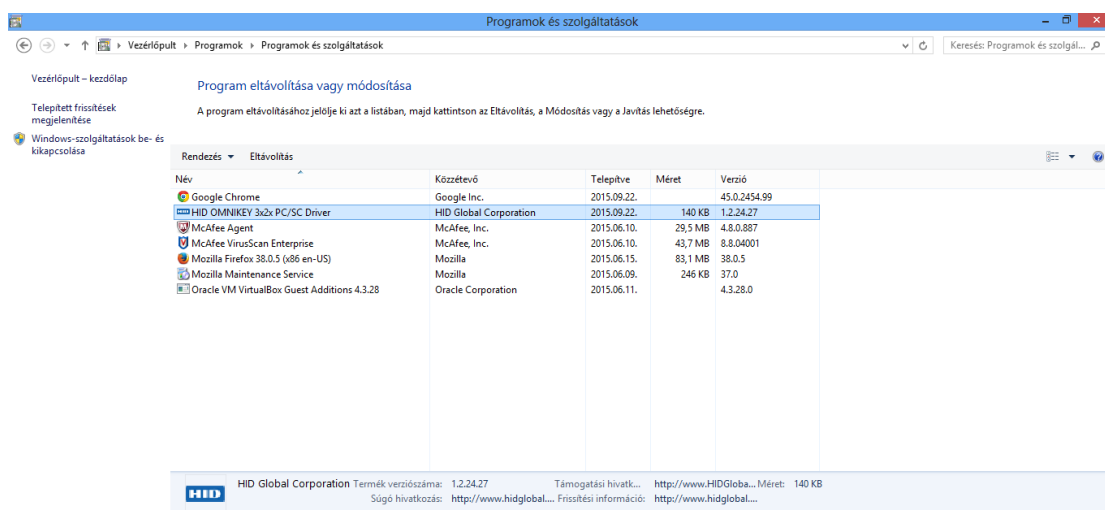 Programok és szolgáltatások
Vezérlőpult ▸ Programok ▸ Programok és szolgáltatások
Keresés: Programok és szolgál...
Vezérlőpult – kezdőlap
Telepített frissítések
megjelenítése
Windows-szolgáltatások be- és
kikapcsolása
Program eltávolítása vagy módosítása
A program eltávolításához jelölje ki azt a listában, majd kattintson az Eltávolítás, a Módosítás vagy a Javítás lehetőségre.
Rendezés Eltávolítás
Név Közzétevő Telepítve Méret Verzió
Google Chrome Google Inc. 2015.09.22. 45.0.2454.99
HID OMNIKEY 3x2x PC/SC Driver HID Global Corporation 2015.09.22. 140 KB 1.2.24.27
McAfee Agent McAfee, Inc. 2015.06.10. 29,5 MB 4.8.0.887
McAfee VirusScan Enterprise McAfee, Inc. 2015.06.10. 43,7 MB 8.8.04001
Mozilla Firefox 38.0.5 (x86 en-US) Mozilla 2015.06.15. 83,1 MB 38.0.5
Mozilla Maintenance Service Mozilla 2015.06.09. 246 KB 37.0
Oracle VM VirtualBox Guest Additions 4.3.28 Oracle Corporation 2015.06.11. 4.3.28.0
HID
HID Global Corporation Termék verziószáma: 1.2.24.27 Támogatási hivatk... http://www.HIDGloba... Méret: 140 KB
Súgó hivatkozás: http://www.hidglobal.... Frissítési információ: http://www.hidglobal....